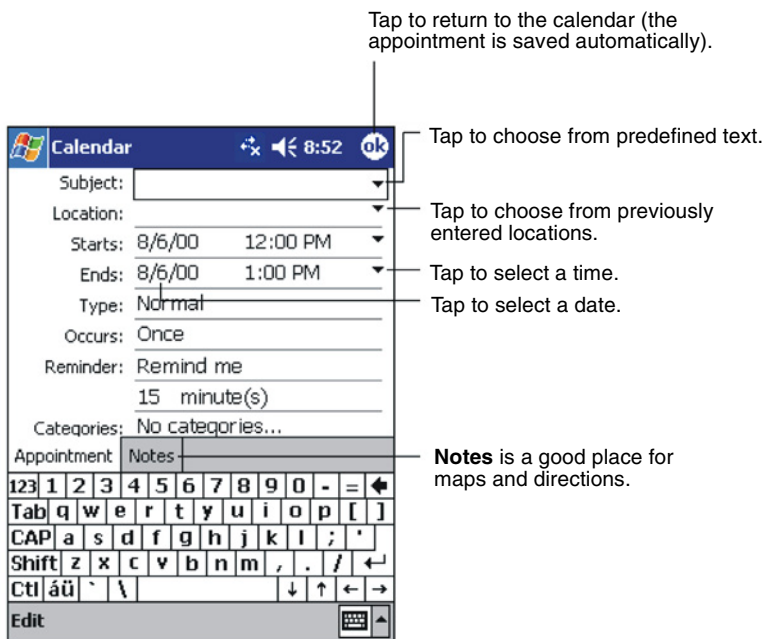 Tap to return to the calendar (the
appointment is saved automatically).
Calendar 8:52 ok
Tap to choose from predefined text.
Subject:
Location:
Tap to choose from previously
entered locations.
Starts: 8/6/00 12:00 PM
Ends: 8/6/00 1:00 PM
Tap to select a time.
Type: Normal
Tap to select a date.
Occurs: Once
Reminder: Remind me
15 minute(s)
Categories: No categories...
Appointment Notes
Notes is a good place for
maps and directions.
123 1 2 3 4 5 6 7 8 9 0 - =
Tab q w e r t y u i o p [ ]
CAP a s d f g h j k l ; '
Shift z x c v b n m , . /
Ctl áü ` \
Edit